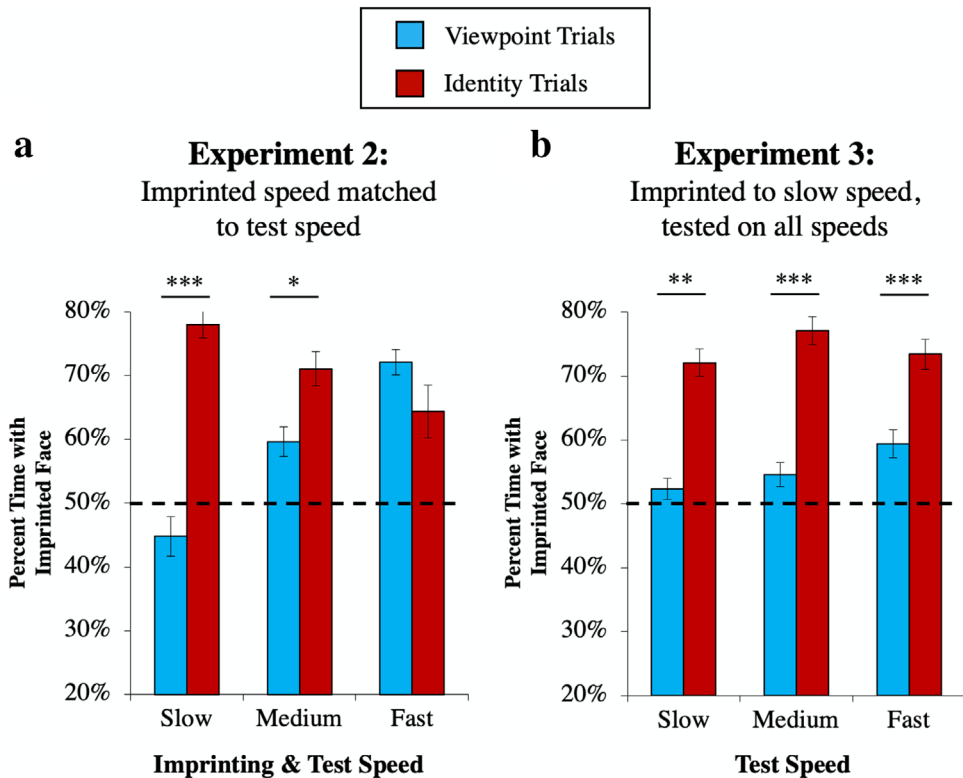 Viewpoint Trials
Identity Trials
a
Experiment 2:
Imprinted speed matched
to test speed
***
*
80%
70%
60%
50%
40%
30%
20%
Percent Time with
Imprinted Face
Slow Medium Fast
Imprinting & Test Speed
b
Experiment 3:
Imprinted to slow speed,
tested on all speeds
**
***
***
80%
70%
60%
50%
40%
30%
20%
Percent Time with
Imprinted Face
Slow Medium Fast
Test Speed